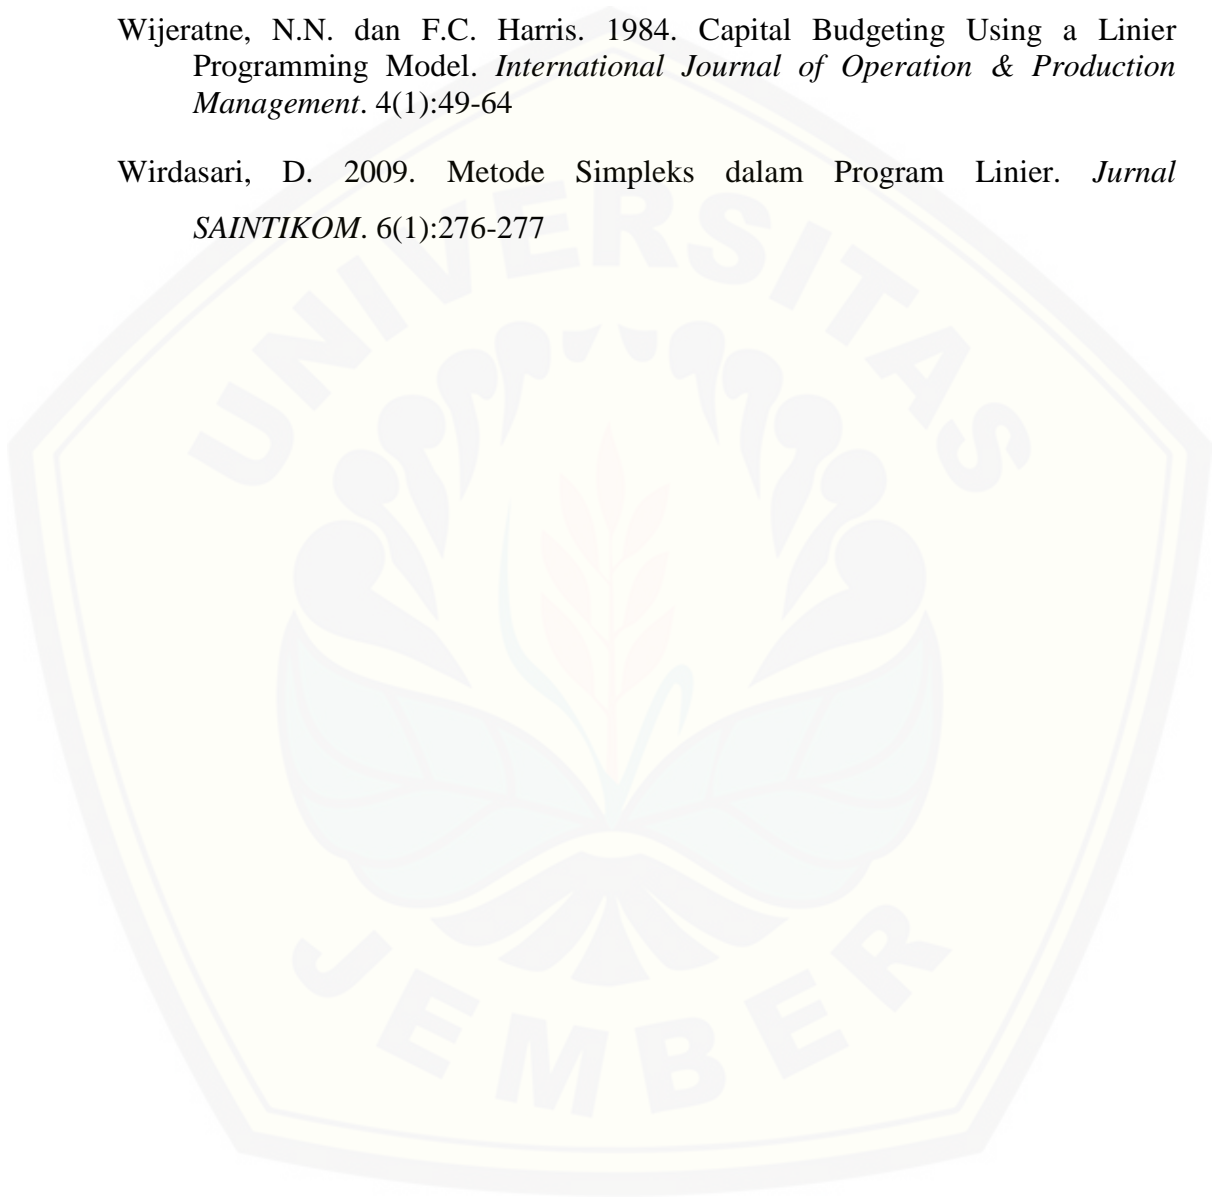 Wijeratne, N.N. dan F.C. Harris. 1984. Capital Budgeting Using a Linier
Programming Model. International Journal of Operation & Production
Management. 4(1):49-64
Wirdasari, D. 2009. Metode Simpleks dalam Program Linier. Jurnal
SAINTIKOM. 6(1):276-277
UNIVERSITAS
JEMBER